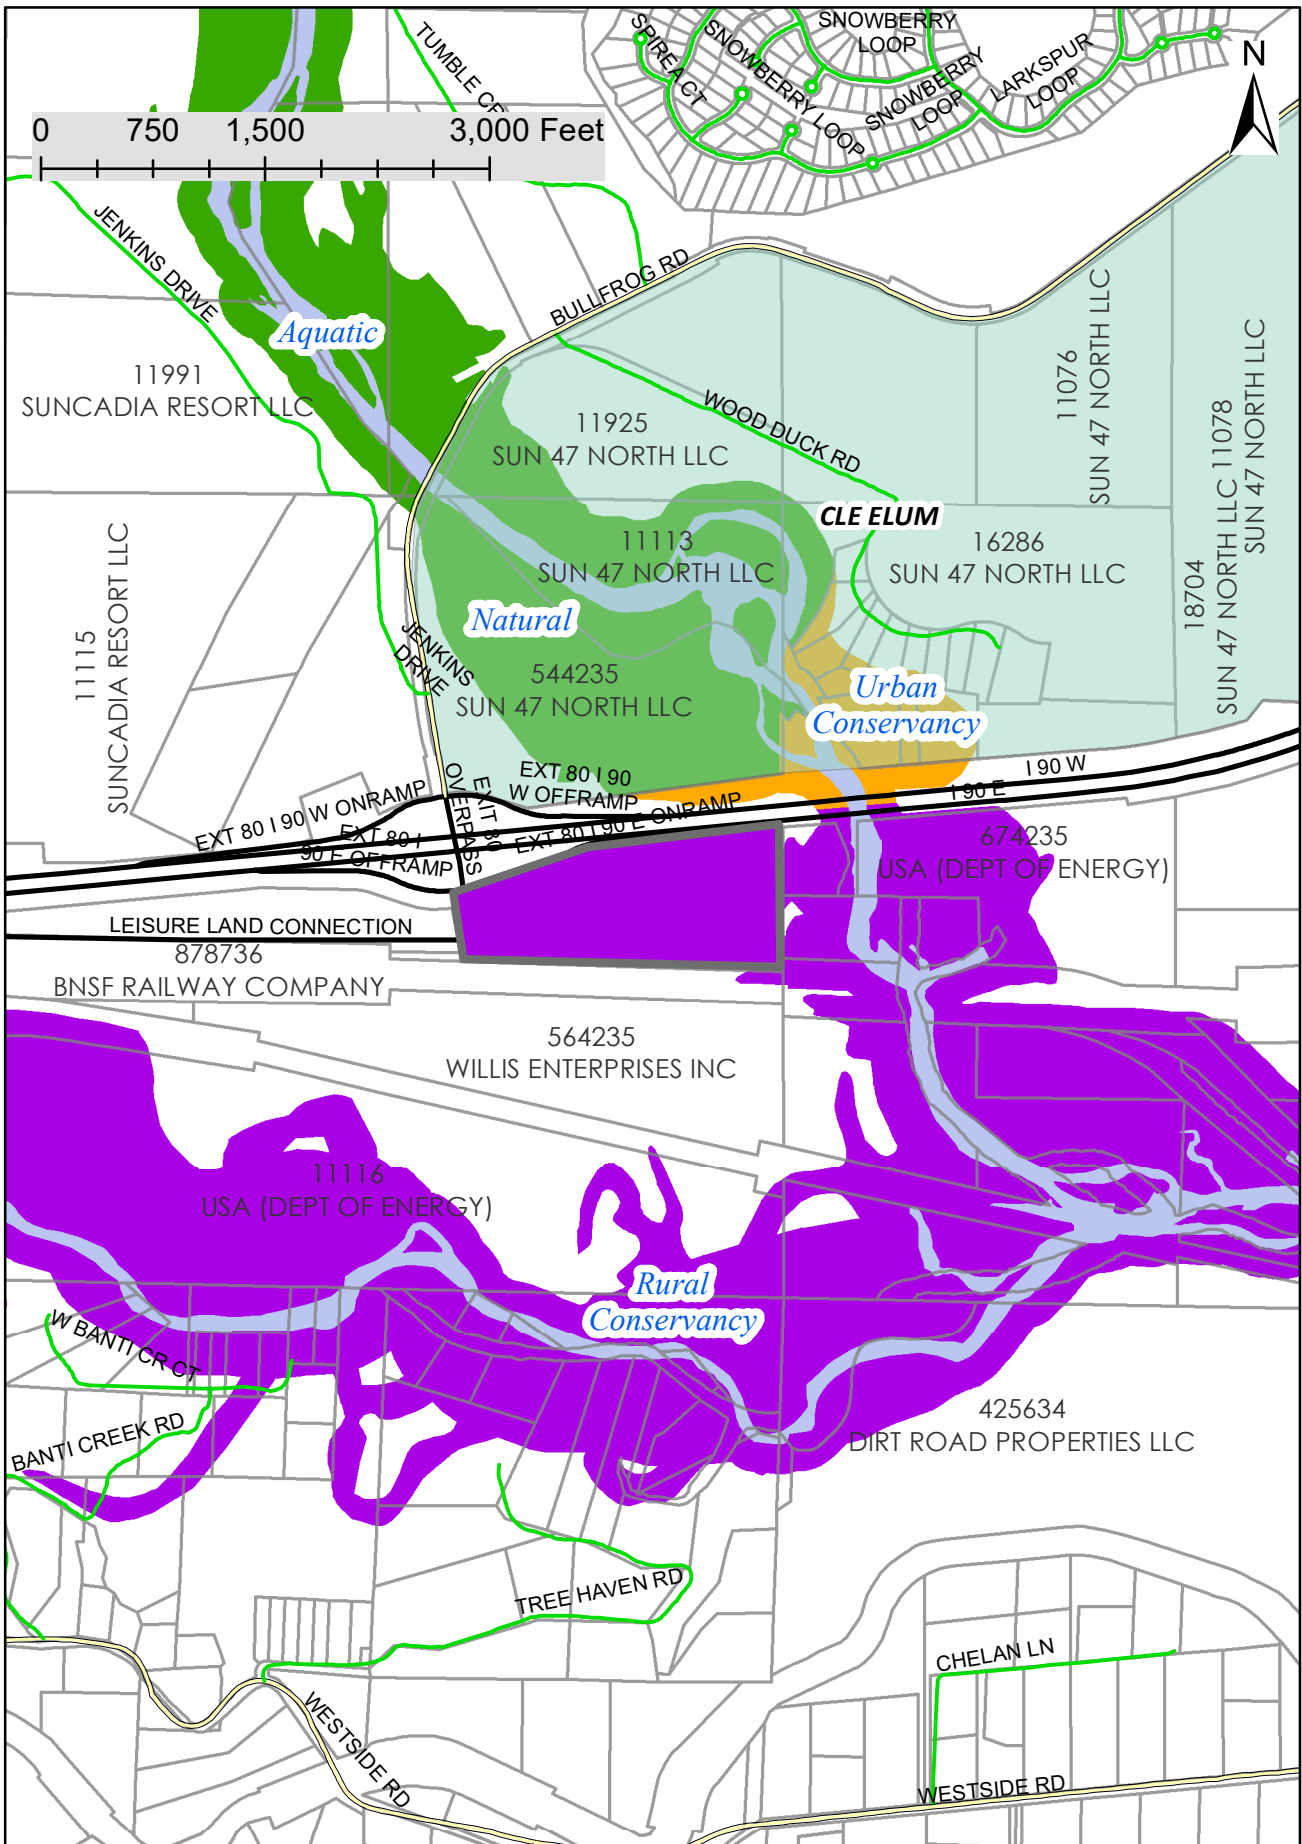 SNOWBERRY
LOOP
SPIREA CT
SNOWBERRY LOOP
SNOWBERRY
LOOP
LARKSPUR
LOOP
N
TUMBLE
0 750 1,500 3,000 Feet
JENKINS DRIVE
BULLFROG RD
Aquatic
11991
SUNCADIA RESORT LLC
11925
SUN 47 NORTH LLC
WOOD DUCK RD
11076
SUN 47 NORTH LLC
11078
SUN 47 NORTH LLC
CLE ELUM
11113
SUN 47 NORTH LLC
16286
SUN 47 NORTH LLC
18704
SUN 47 NORTH LLC
11115
SUNCADIA RESORT LLC
Natural
JENKINS
DRIVE
544235
SUN 47 NORTH LLC
Urban
Conservancy
EXT 80 I 90
W OFFRAMP
EXIT 80
OVERPASS
I 90 W
I 90 E
EXT 80 I 90 W ONRAMP
EXT 80 I
90 E OFFRAMP
EXT 80 I 90 E ONRAMP
674235
USA (DEPT OF ENERGY)
LEISURE LAND CONNECTION
878736
BNSF RAILWAY COMPANY
564235
WILLIS ENTERPRISES INC
11116
USA (DEPT OF ENERGY)
Rural
Conservancy
W BANTI CR CT
BANTI CREEK RD
425634
DIRT ROAD PROPERTIES LLC
TREE HAVEN RD
CHELAN LN
WESTSIDE RD
WESTSIDE RD